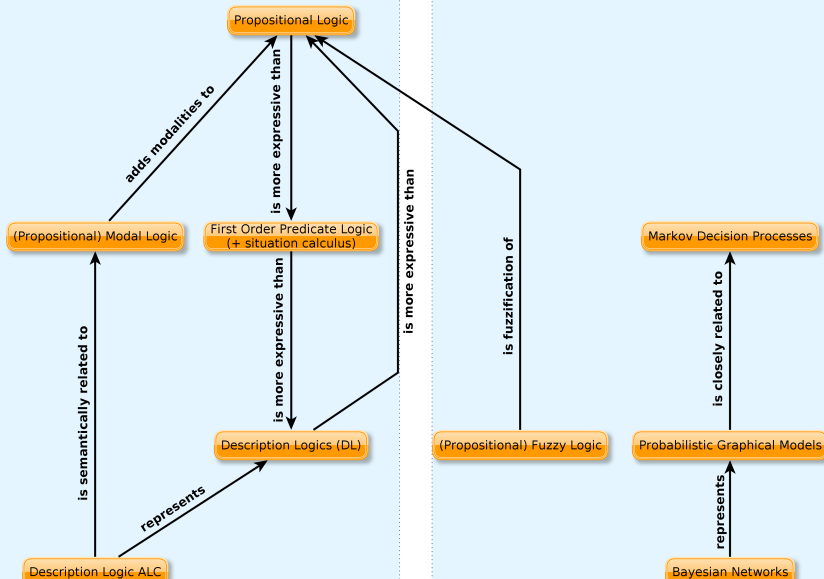 Propositional Logic
adds modalities to
is more expressive than
is more expressive than
(Propositional) Modal Logic
First Order Predicate Logic
(+ situation calculus)
Markov Decision Processes
is semantically related to
is more expressive than
is fuzzification of
is closely related to
Description Logics (DL)
(Propositional) Fuzzy Logic
Probabilistic Graphical Models
represents
represents
Description Logic ALC
Bayesian Networks